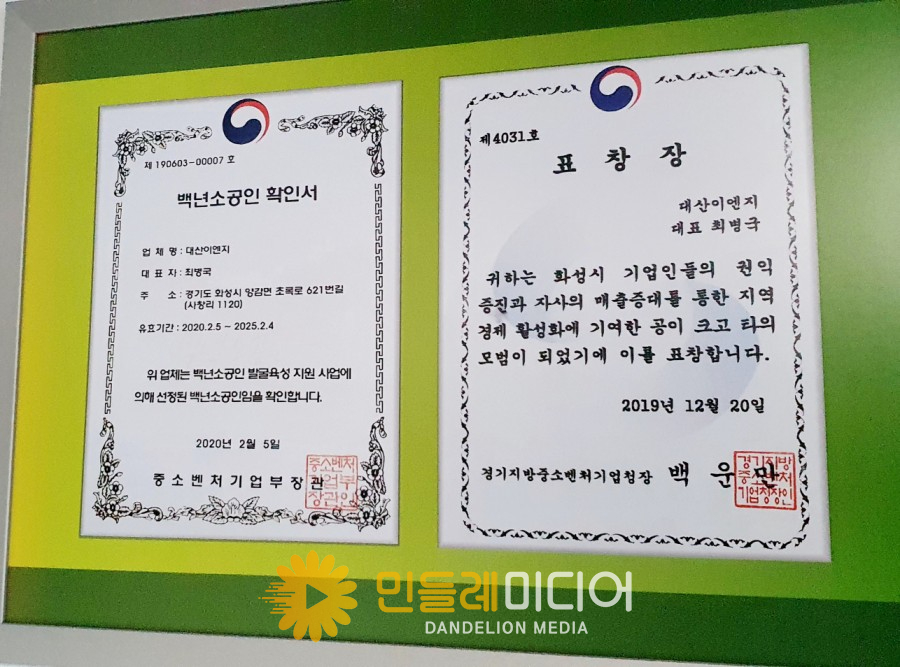 제 190603-00007 호
백년소공인 확인서
업 체 명 : 대산이엔지
대 표 자 : 최병국
주 소 : 경기도 화성시 양감면 초록로 621번길
(사창리 1120)
유효기간 : 2020.2.5 ~ 2025.2.4
위 업체는 백년소공인 발굴육성 지원 사업에
의해 선정된 백년소공인임을 확인합니다.
2020년 2월 5일
중소벤처기업부장관
중소벤처
기업부
장관인
제4031호
표 창 장
대산이엔지
대표 최병국
귀하는 화성시 기업인들의 권익
증진과 자사의 매출증대를 통한 지역
경제 활성화에 기여한 공이 크고 타의
모범이 되었기에 이를 표창합니다.
2019년 12월 20일
경기지방중소벤처기업청장 백 운 만
경기지방
중소벤처
기업청장인
민들레미디어
DANDELION MEDIA